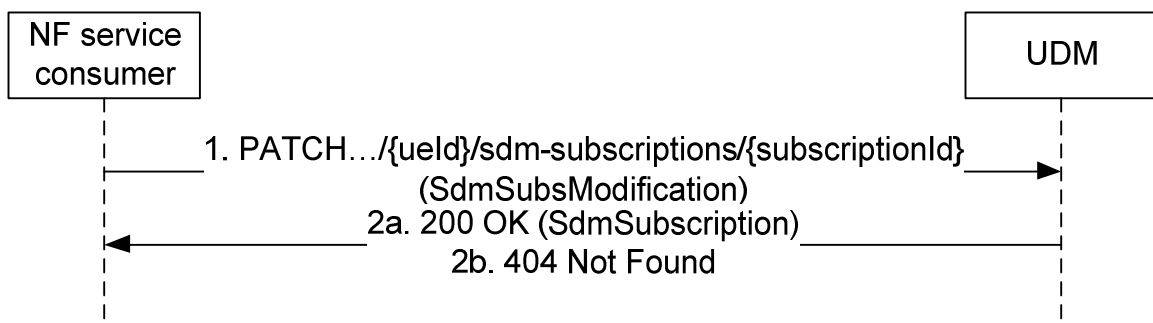 NF service
consumer
UDM
1. PATCH…/{ueId}/sdm-subscriptions/{subscriptionId}
(SdmSubsModification)
2a. 200 OK (SdmSubscription)
2b. 404 Not Found